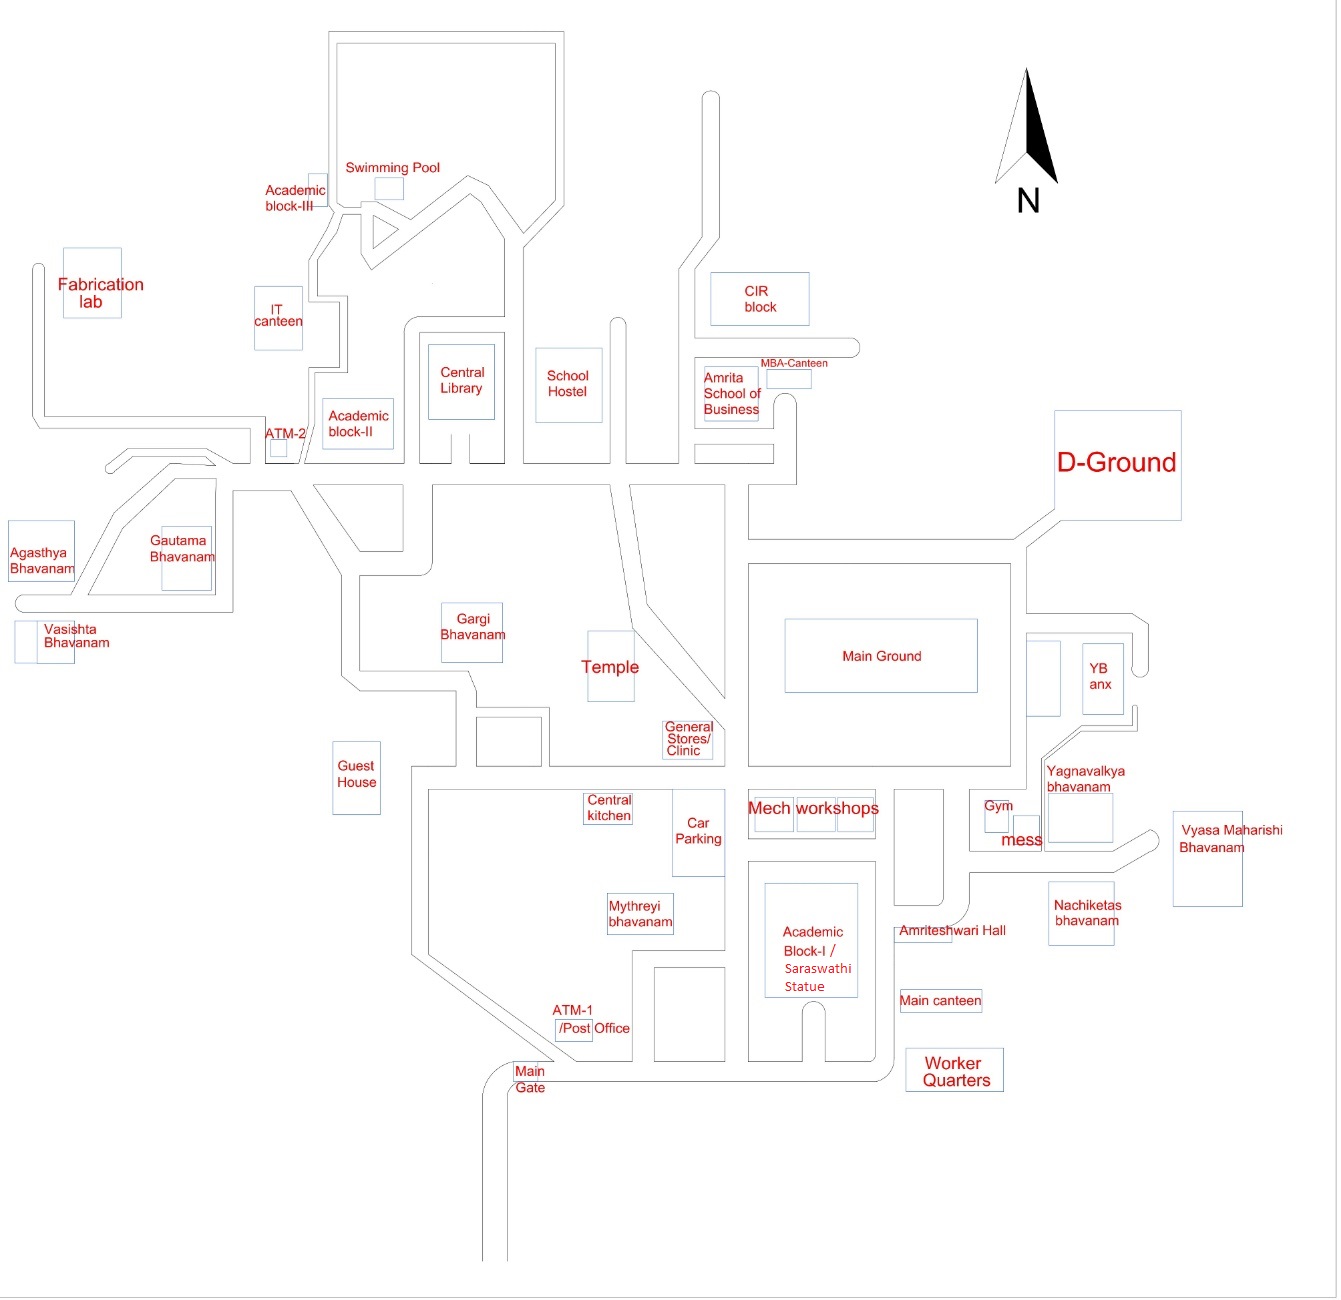 Swimming Pool
Academic
block-III
N
Fabrication
lab
IT
canteen
CIR
block
MBA-Canteen
Central
Library
School
Hostel
Amrita
School of
Business
Academic
block-II
ATM-2
D-Ground
Agasthya
Bhavanam
Gautama
Bhavanam
Vasishta
Bhavanam
Gargi
Bhavanam
Temple
Main Ground
YB
anx
General
Stores/
Clinic
Guest
House
Yagnavalkya
bhavanam
Central
kitchen
Car
Parking
Mech workshops
Gym
mess
Vyasa Maharishi
Bhavanam
Mythreyi
bhavanam
Academic
Block-I /
Saraswathi
Statue
Amriteshwari Hall
Nachiketas
bhavanam
Main canteen
ATM-1
/Post Office
Main
Gate
Worker
Quarters